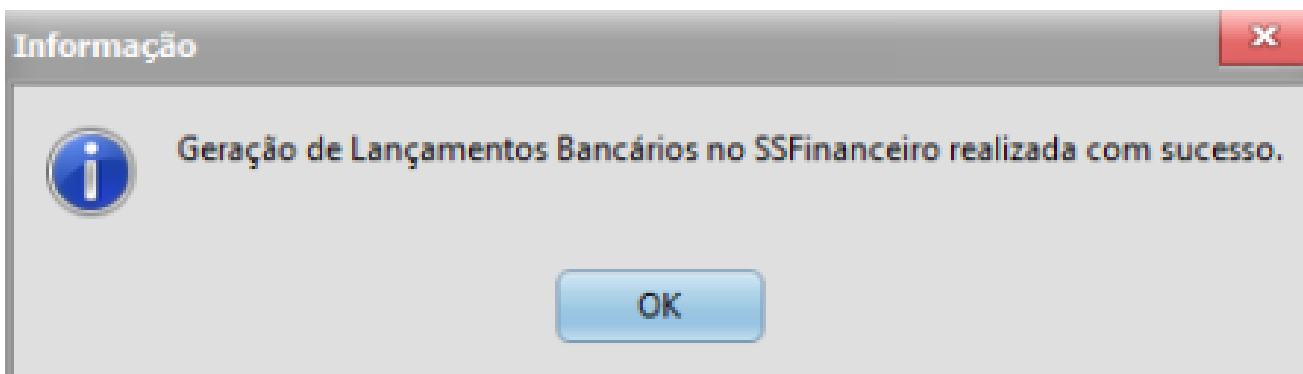 Informação
Geração de Lançamentos Bancários no SSFinanceiro realizada com sucesso.
OK